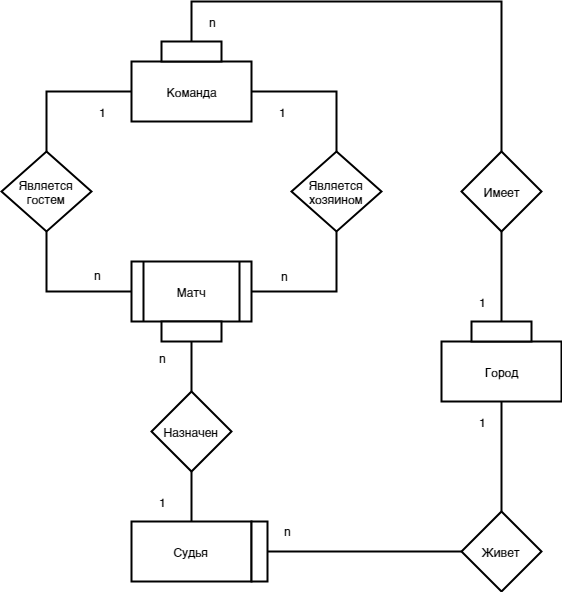 n
Команда
1
1
Является
гостем
Является
хозяином
Имеет
n
n
1
Матч
n
Город
1
Назначен
1
n
Судья
Живет